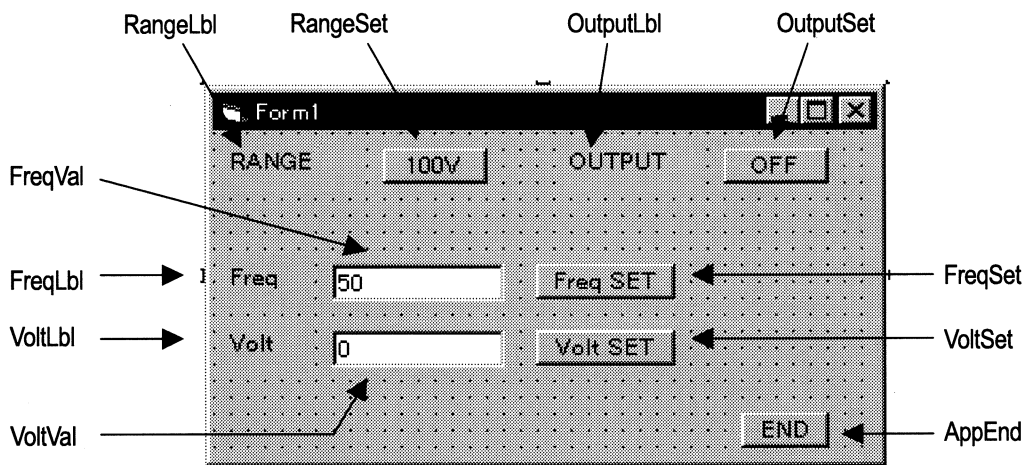 RangeLbl RangeSet OutputLbl OutputSet
Form1
RANGE 100V OUTPUT OFF
FreqVal
FreqLbl Freq 50 Freq SET FreqSet
VoltLbl Volt 0 Volt SET VoltSet
VoltVal END AppEnd